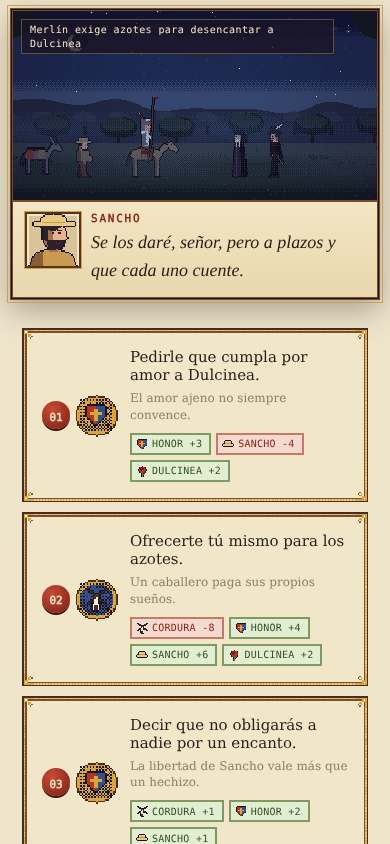 Merlín exige azotes para desencantar a
Dulcinea
SANCHO
Se los daré, señor, pero a plazos y
que cada uno cuente.
01
Pedirle que cumpla por
amor a Dulcinea.
El amor ajeno no siempre
convence.
HONOR +3
SANCHO -4
DULCINEA +2
02
Ofrecerte tú mismo para los
azotes.
Un caballero paga sus propios
sueños.
CORDURA -8
HONOR +4
SANCHO +6
DULCINEA +2
03
Decir que no obligarás a
nadie por un encanto.
La libertad de Sancho vale más que
un hechizo.
CORDURA +1
HONOR +2
SANCHO +1